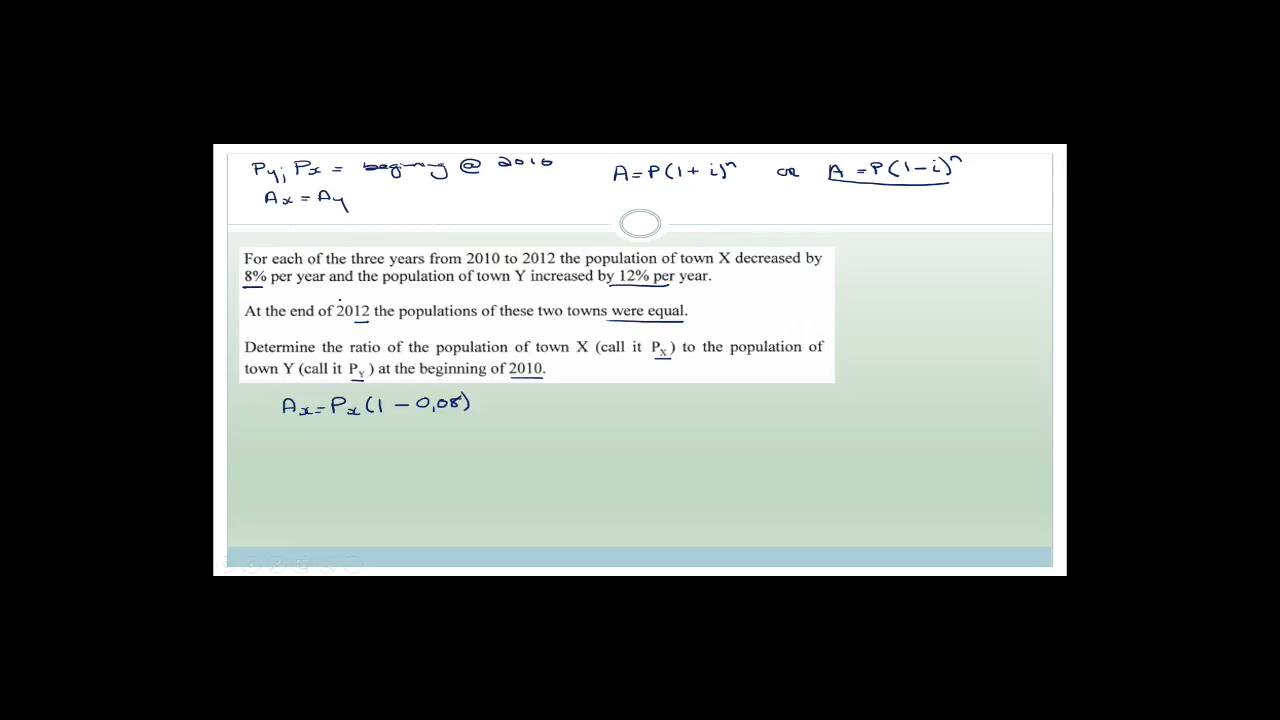 Py; Px = begining @ 2010
A=P(1+i)ⁿ or A=P(1-i)ⁿ
Ax = Ay
For each of the three years from 2010 to 2012 the population of town X decreased by
8% per year and the population of town Y increased by 12% per year.
At the end of 2012 the populations of these two towns were equal.
Determine the ratio of the population of town X (call it Pₓ) to the population of
town Y (call it P_Y) at the beginning of 2010.
Ax = Px(1 - 0,08)